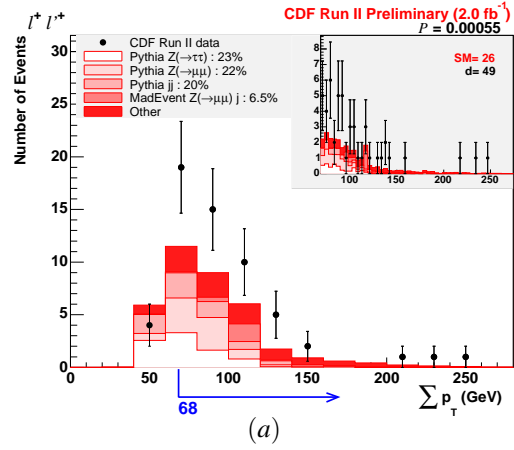 CDF Run II Preliminary (2.0 fb⁻¹)
l⁺ l'⁺
P = 0.00055
Number of Events
30
25
20
15
10
5
0
CDF Run II data
Pythia Z(→ττ) : 23%
Pythia Z(→μμ) : 22%
Pythia jj : 20%
MadEvent Z(→μμ) j : 6.5%
Other
8
7
6
5
4
3
2
1
0
SM= 26
d= 49
100 150 200 250
0 50 100 150 200 250
68
∑ p_T (GeV)
(a)